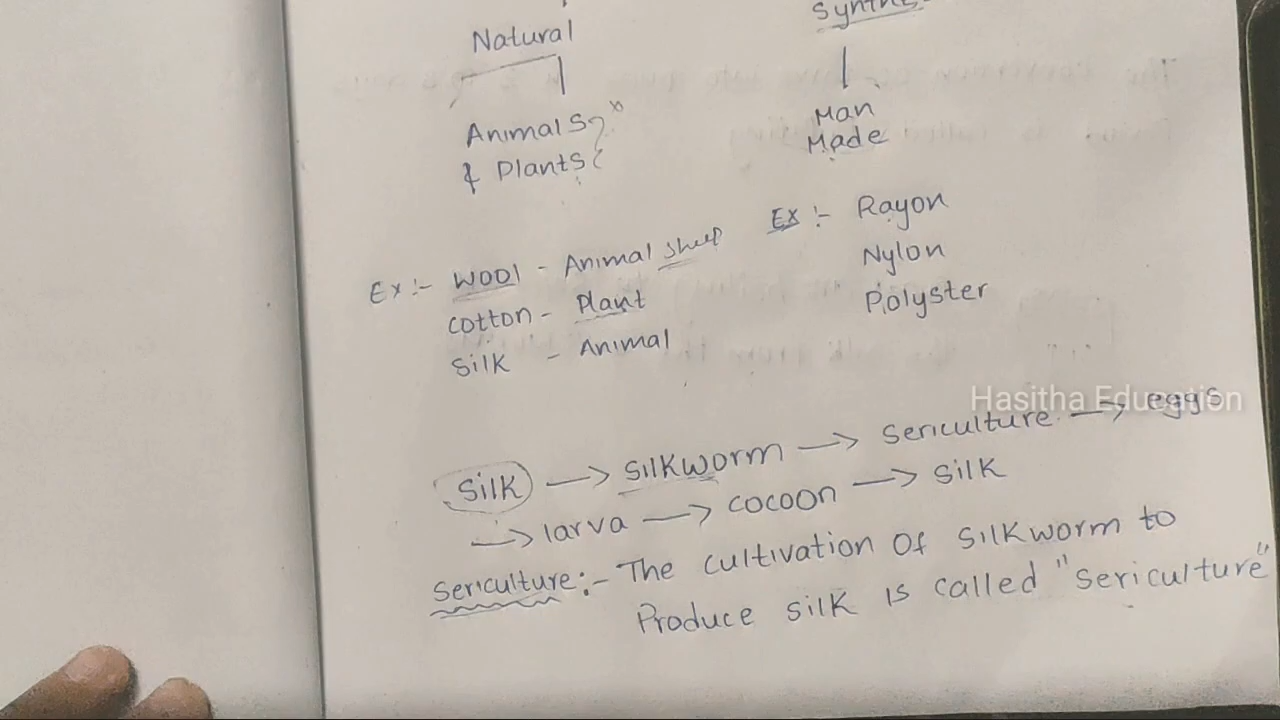 Natural
Animals
& Plants
Man
Made
Ex:- Wool - Animal sheep
Cotton - Plant
Silk - Animal
Ex:- Rayon
Nylon
Polyster
Hasitha Education
Silk → Silkworm → Sericulture → eggs
→ larva → cocoon → Silk
Sericulture:- The cultivation of silkworm to
Produce silk is called "Sericulture"